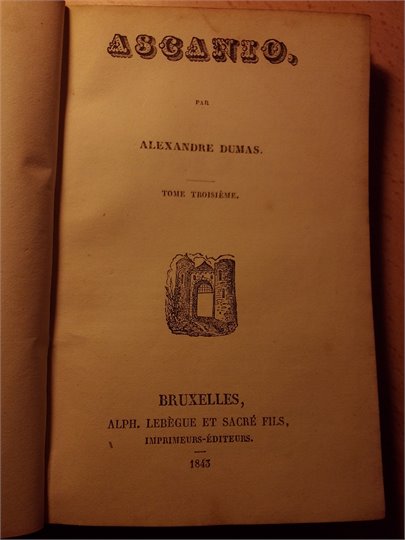 ASCANIO,
PAR
ALEXANDRE DUMAS.
TOME TROISIÈME.
BRUXELLES,
ALPH. LEBÈGUE ET SACRÉ FILS,
IMPRIMEURS-ÉDITEURS.
1843